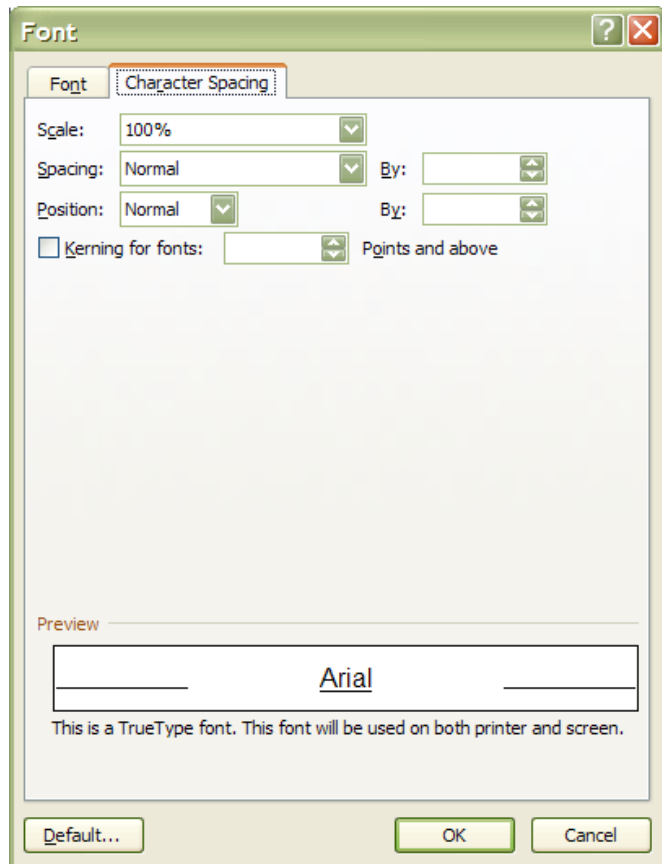 Font
Font Character Spacing
Scale: 100%
Spacing: Normal By:
Position: Normal By:
Kerning for fonts: Points and above
Preview
Arial
This is a TrueType font. This font will be used on both printer and screen.
Default... OK Cancel